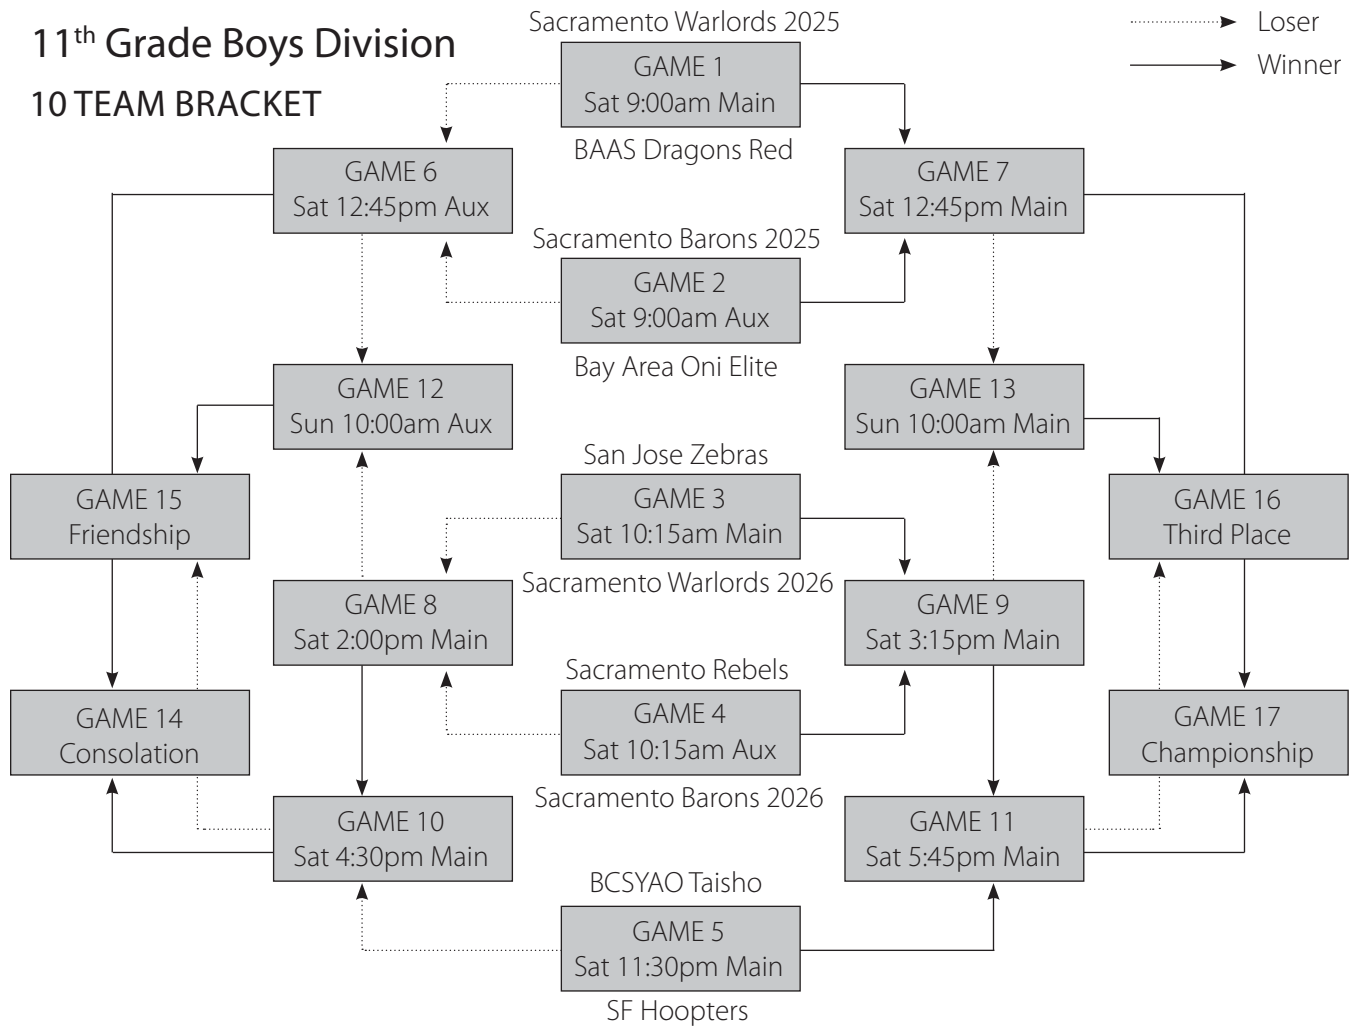 11th Grade Boys Division
10 TEAM BRACKET
Loser
Winner
Sacramento Warlords 2025
GAME 1
Sat 9:00am Main
BAAS Dragons Red
GAME 6
Sat 12:45pm Aux
GAME 7
Sat 12:45pm Main
Sacramento Barons 2025
GAME 2
Sat 9:00am Aux
Bay Area Oni Elite
GAME 12
Sun 10:00am Aux
GAME 13
Sun 10:00am Main
San Jose Zebras
GAME 3
Sat 10:15am Main
Sacramento Warlords 2026
GAME 15
Friendship
GAME 16
Third Place
GAME 8
Sat 2:00pm Main
GAME 9
Sat 3:15pm Main
Sacramento Rebels
GAME 4
Sat 10:15am Aux
Sacramento Barons 2026
GAME 14
Consolation
GAME 17
Championship
GAME 10
Sat 4:30pm Main
GAME 11
Sat 5:45pm Main
BCSYAO Taisho
GAME 5
Sat 11:30pm Main
SF Hoopters